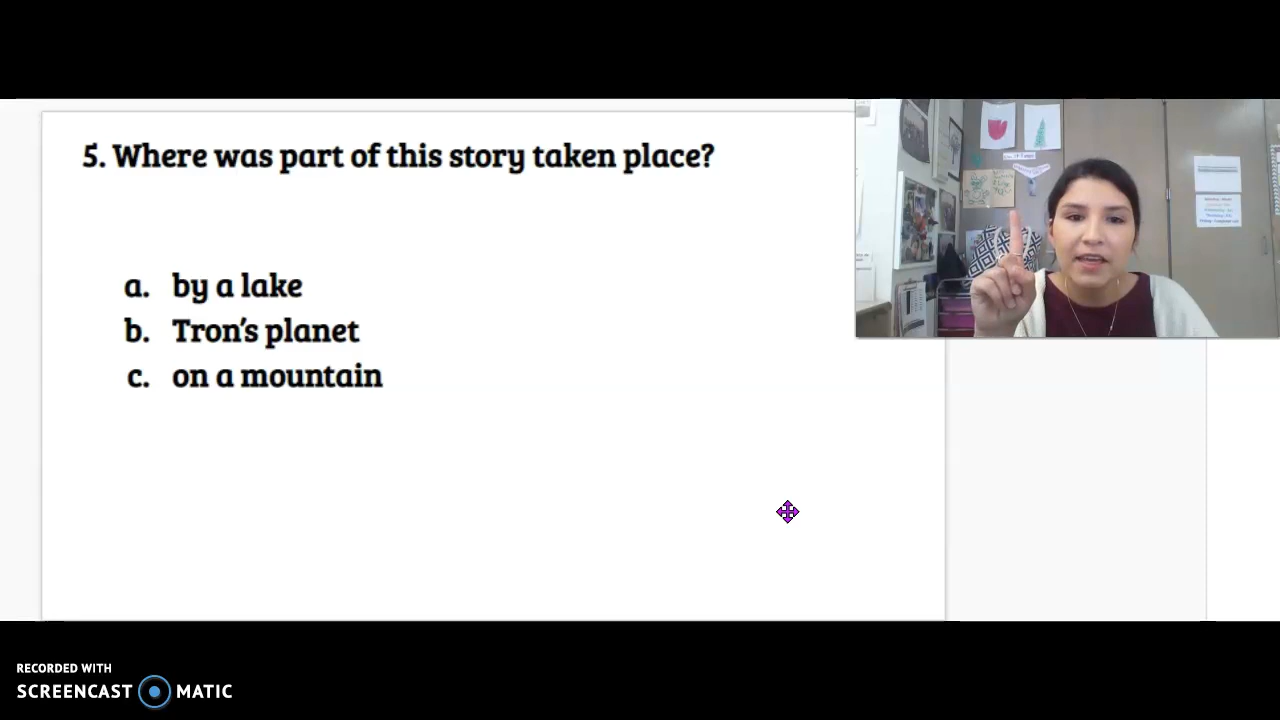 5. Where was part of this story taken place?
a. by a lake
b. Tron's planet
c. on a mountain
RECORDED WITH
SCREENCAST MATIC